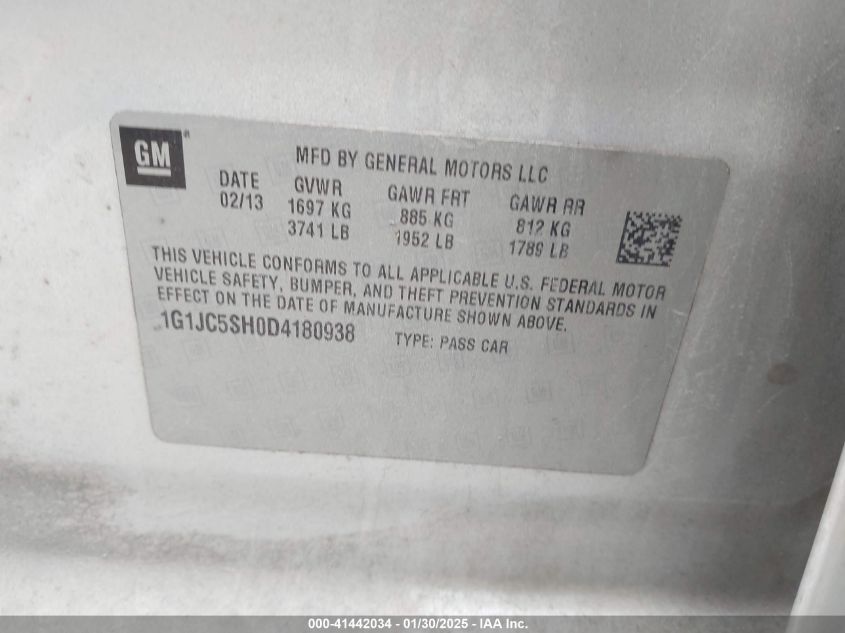 GM
MFD BY GENERAL MOTORS LLC
DATE GVWR GAWR FRT GAWR RR
02/13 1697 KG 885 KG 812 KG
3741 LB 1952 LB 1789 LB
THIS VEHICLE CONFORMS TO ALL APPLICABLE U.S. FEDERAL MOTOR
VEHICLE SAFETY, BUMPER, AND THEFT PREVENTION STANDARDS IN
EFFECT ON THE DATE OF MANUFACTURE SHOWN ABOVE.
1G1JC5SH0D4180938 TYPE: PASS CAR
000-41442034 - 01/30/2025 - IAA Inc.